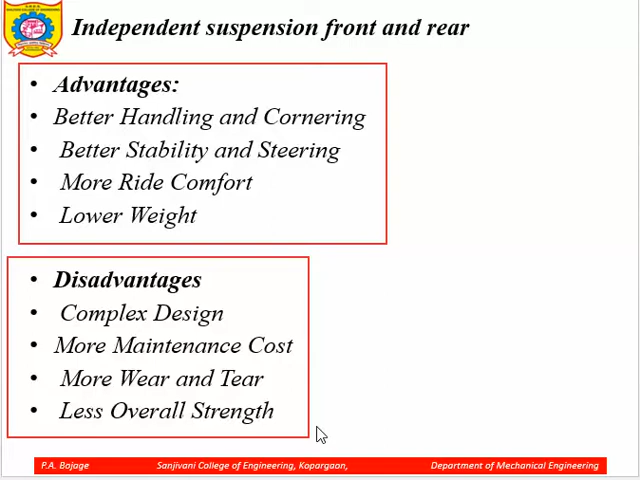 Independent suspension front and rear
• Advantages:
• Better Handling and Cornering
• Better Stability and Steering
• More Ride Comfort
• Lower Weight
• Disadvantages
• Complex Design
• More Maintenance Cost
• More Wear and Tear
• Less Overall Strength
P.A. Bajage Sanjivani College of Engineering, Kopargaan, Department of Mechanical Engineering